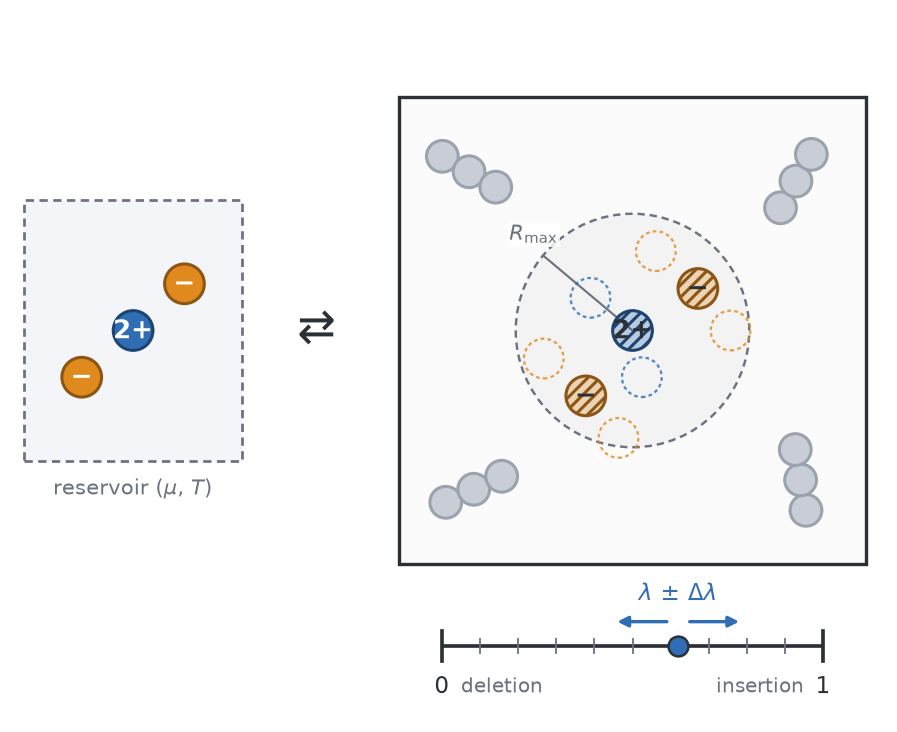 −
2+
−
reservoir (μ, T)
⇄
R_max
−
2+
−
λ ± Δλ
0 deletion insertion 1